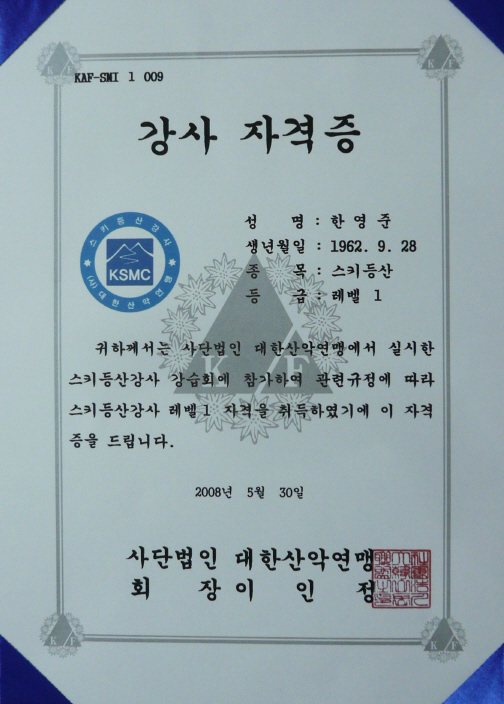 KAF-SMI 1 009
강사 자격증
성 명 : 한영준
생년월일 : 1962. 9. 28
종 목 : 스키등산
등 급 : 레벨 1
스키등산강사
KSMC
(사)대한산악연맹
귀하께서는 사단법인 대한산악연맹에서 실시한
스키등산강사 강습회에 참가하여 관련규정에 따라
스키등산강사 레벨1 자격을 취득하였기에 이 자격
증을 드립니다.
K F
2008년 5월 30일
사단법인 대한산악연맹
회 장 이 인 정